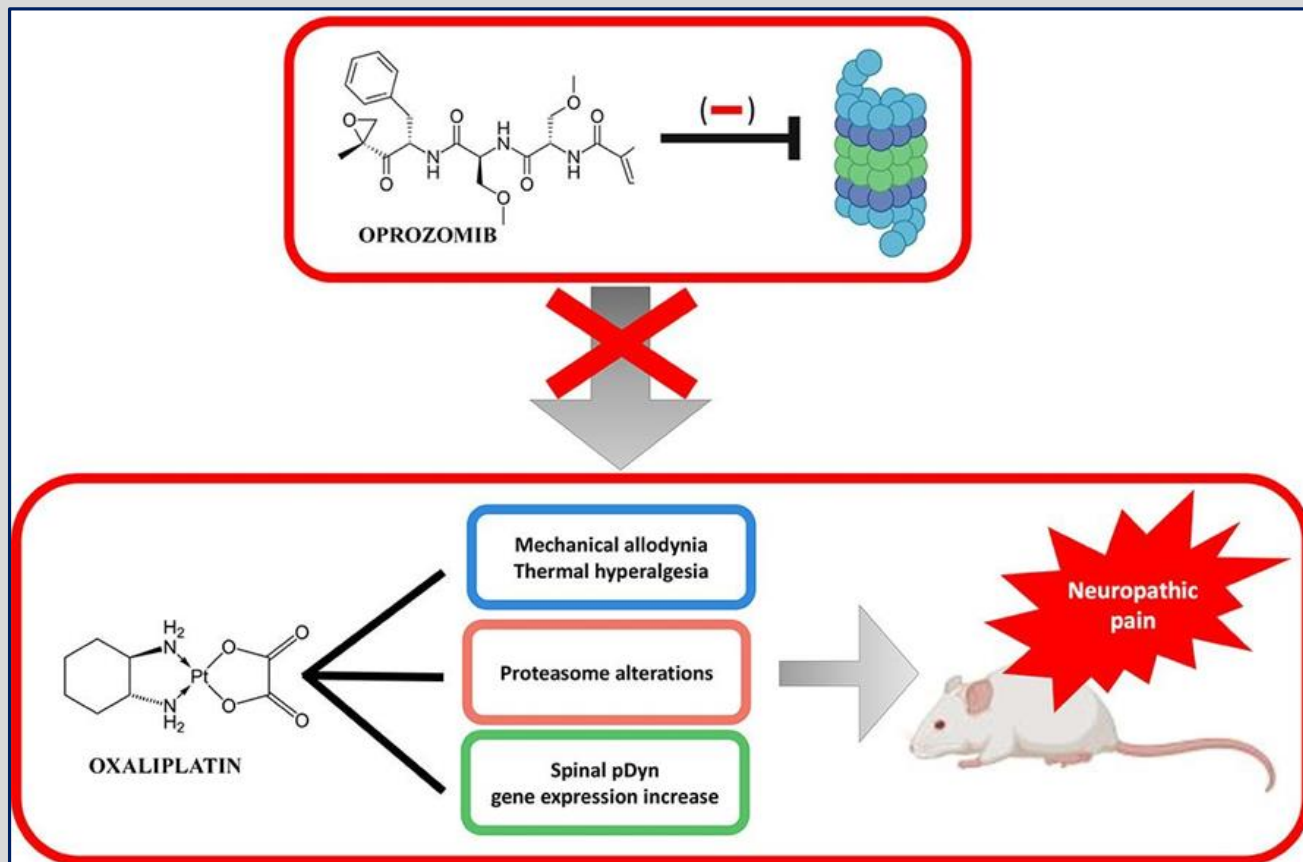 O
O
N
H
O
O
H
N
O
O
N
H
O
(-)
OPROZOMIB
Mechanical allodynia
Thermal hyperalgesia
Neuropathic
pain
H2
N
O
O
Pt
N
H2
O
O
Proteasome alterations
OXALIPLATIN
Spinal pDyn
gene expression increase